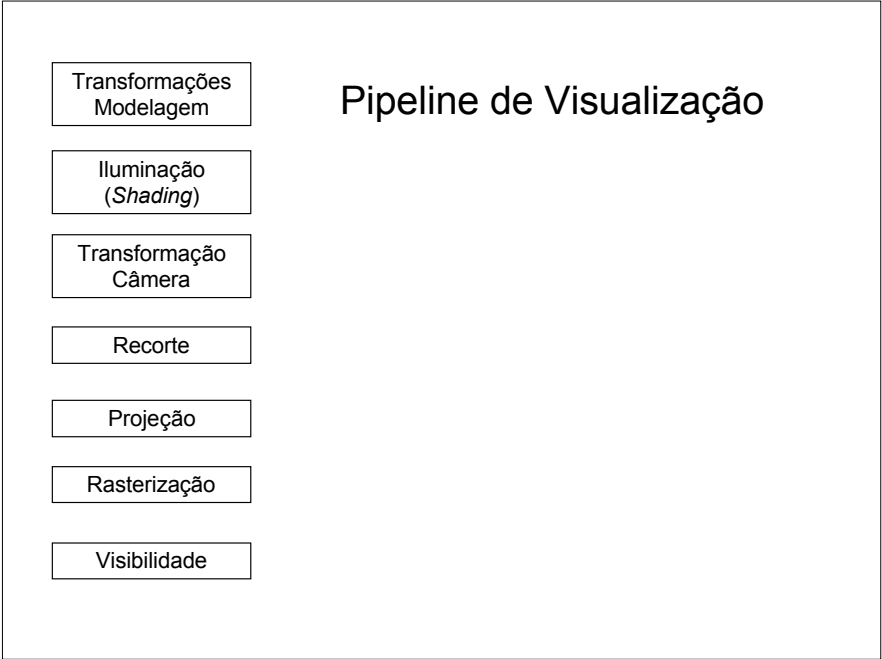 Pipeline de Visualização
Transformações
Modelagem
Iluminação
(Shading)
Transformação
Câmera
Recorte
Projeção
Rasterização
Visibilidade